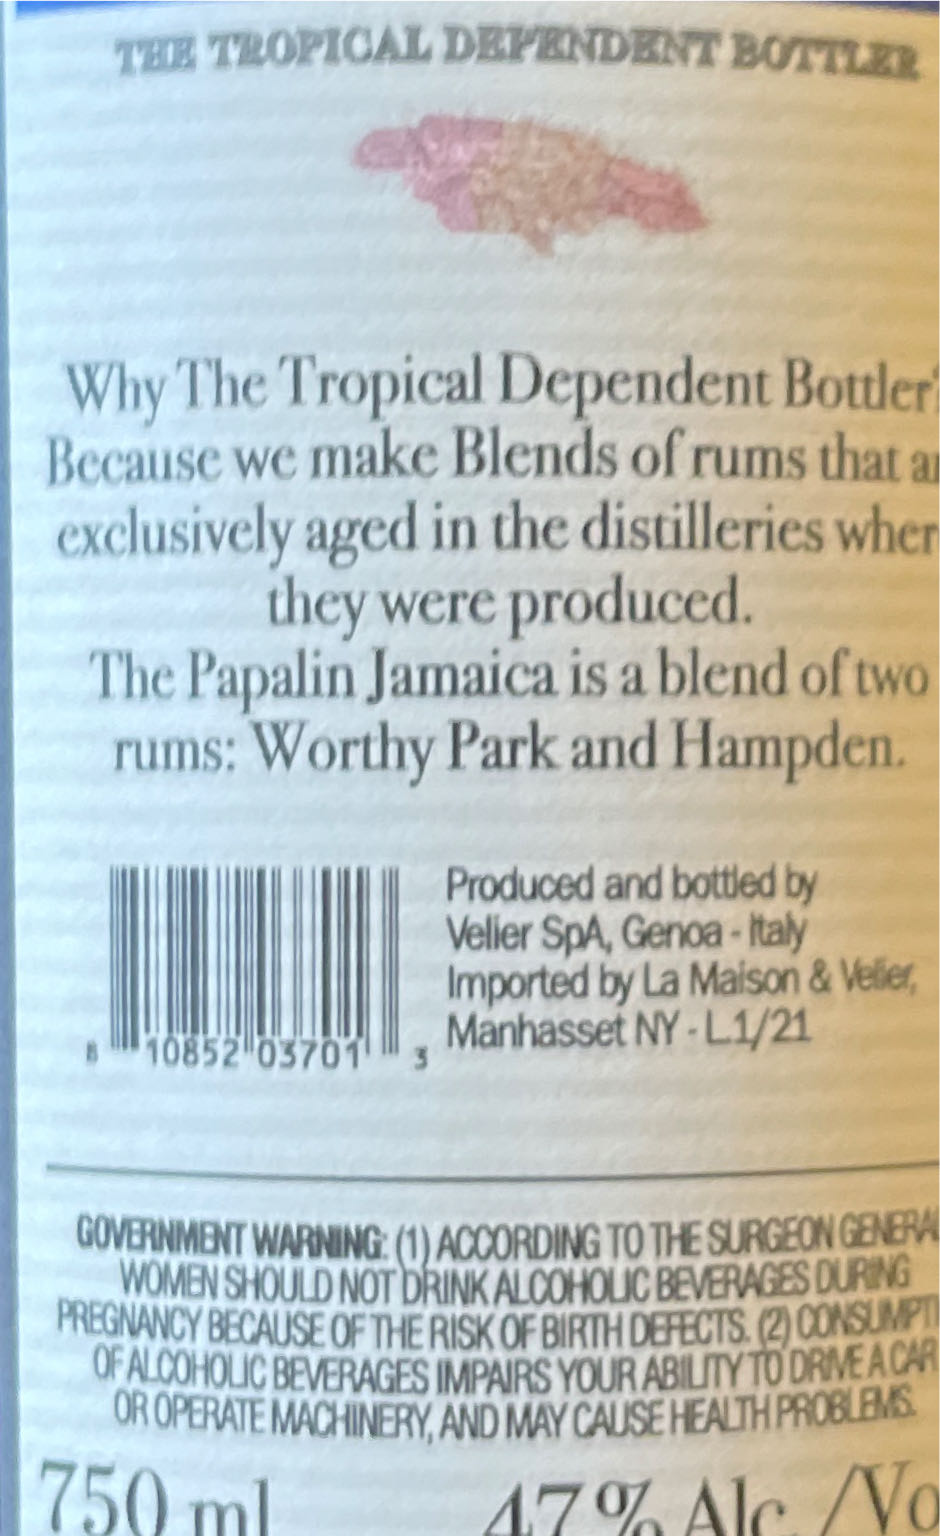 THE TROPICAL DEPENDENT BOTTLER
Why The Tropical Dependent Bottler?
Because we make Blends of rums that ar
exclusively aged in the distilleries wher
they were produced.
The Papalin Jamaica is a blend of two
rums: Worthy Park and Hampden.
Produced and bottled by
Velier SpA, Genoa - Italy
Imported by La Maison & Velier,
Manhasset NY - L.1/21
8 10852 03701 3
GOVERNMENT WARNING: (1) ACCORDING TO THE SURGEON GENERAL
WOMEN SHOULD NOT DRINK ALCOHOLIC BEVERAGES DURING
PREGNANCY BECAUSE OF THE RISK OF BIRTH DEFECTS. (2) CONSUMPTI
OF ALCOHOLIC BEVERAGES IMPAIRS YOUR ABILITY TO DRIVE A CAR
OR OPERATE MACHINERY, AND MAY CAUSE HEALTH PROBLEMS.
750 ml 47% Alc /Vo